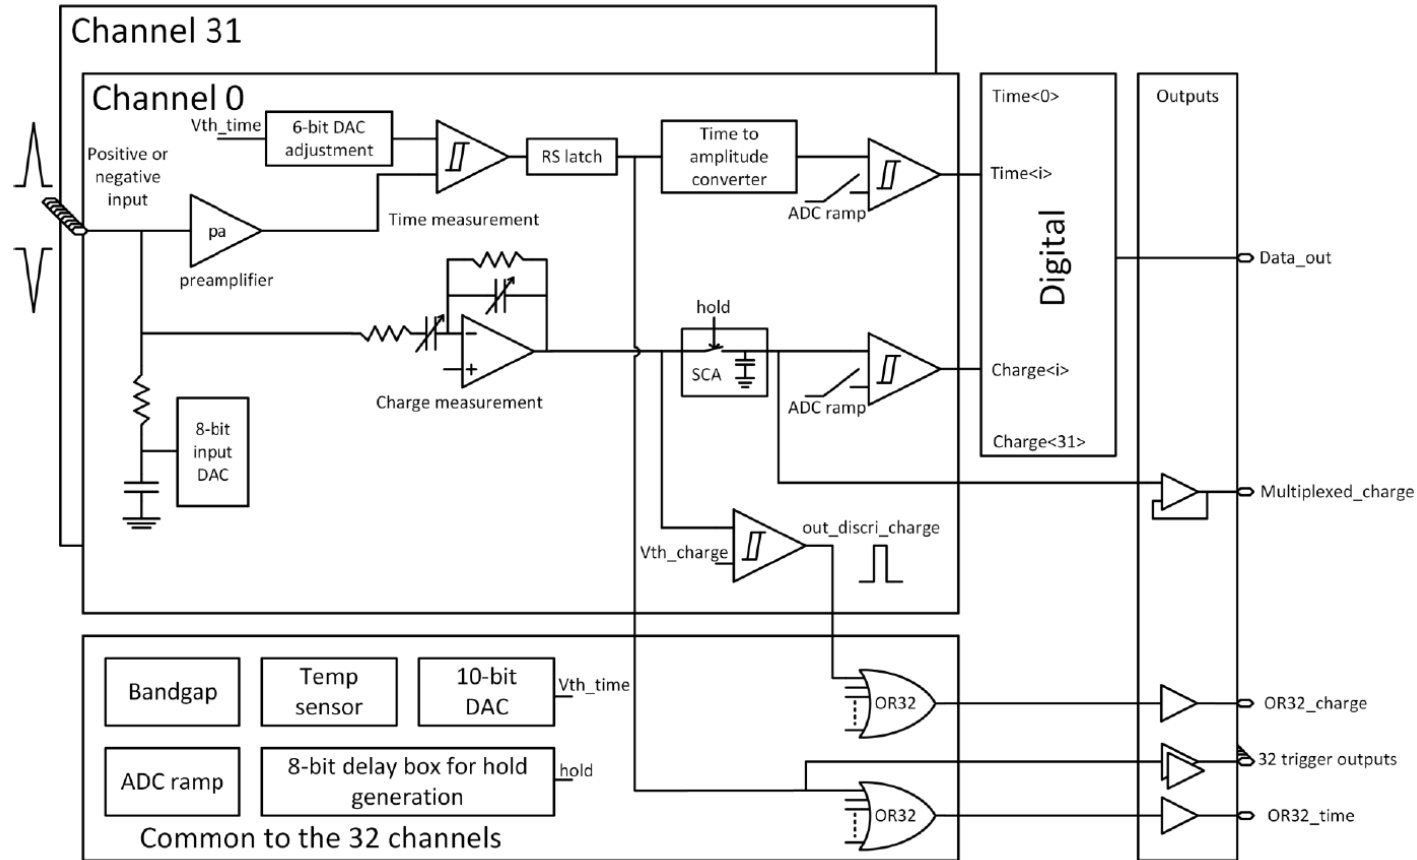 Channel 31
Channel 0
Vth_time
6-bit DAC
adjustment
RS latch
Time to
amplitude
converter
ADC ramp
Time<0>
Time<i>
Outputs
Positive or
negative
input
pa
preamplifier
Time measurement
Digital
Data_out
hold
SCA
ADC ramp
Charge<i>
Charge<31>
Charge measurement
8-bit
input
DAC
Multiplexed_charge
Vth_charge
out_discri_charge
Bandgap
Temp
sensor
10-bit
DAC
Vth_time
OR32
OR32_charge
ADC ramp
8-bit delay box for hold
generation
hold
32 trigger outputs
OR32
OR32_time
Common to the 32 channels